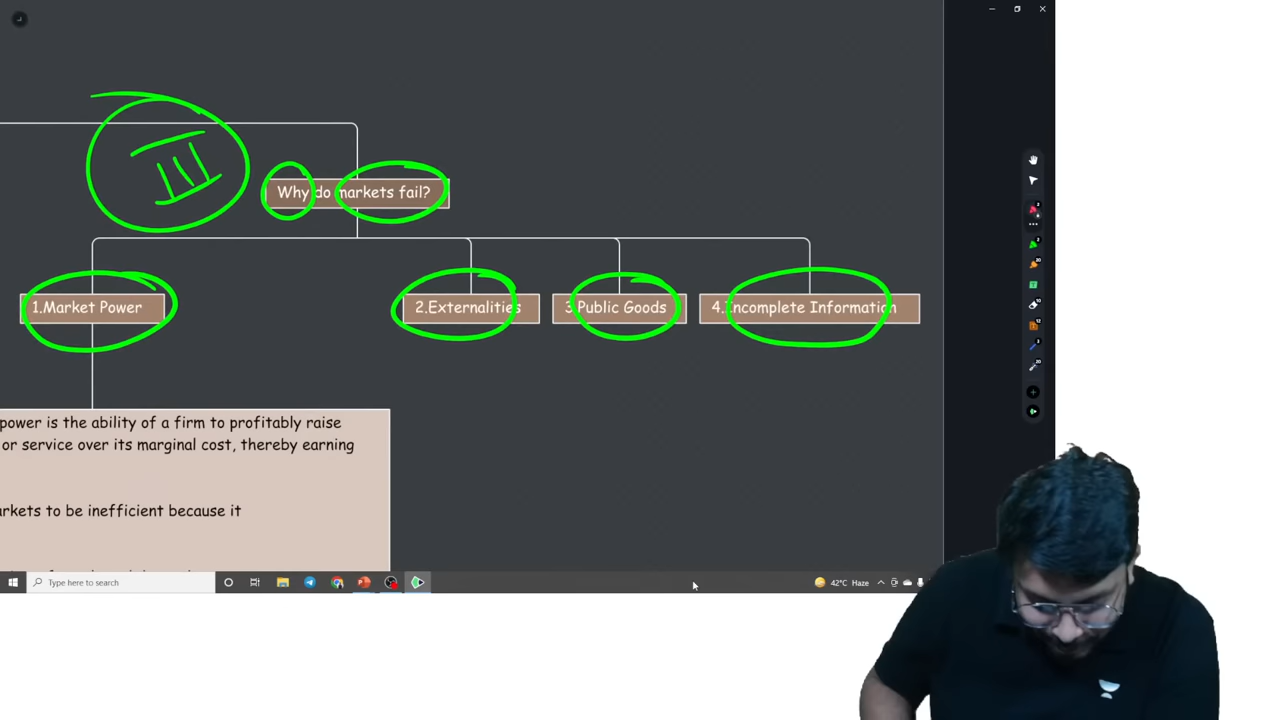 III
Why do markets fail?
1.Market Power
2.Externalities
3.Public Goods
4.Incomplete Information
power is the ability of a firm to profitably raise
or service over its marginal cost, thereby earning
arkets to be inefficient because it
Type here to search
42°C Haze